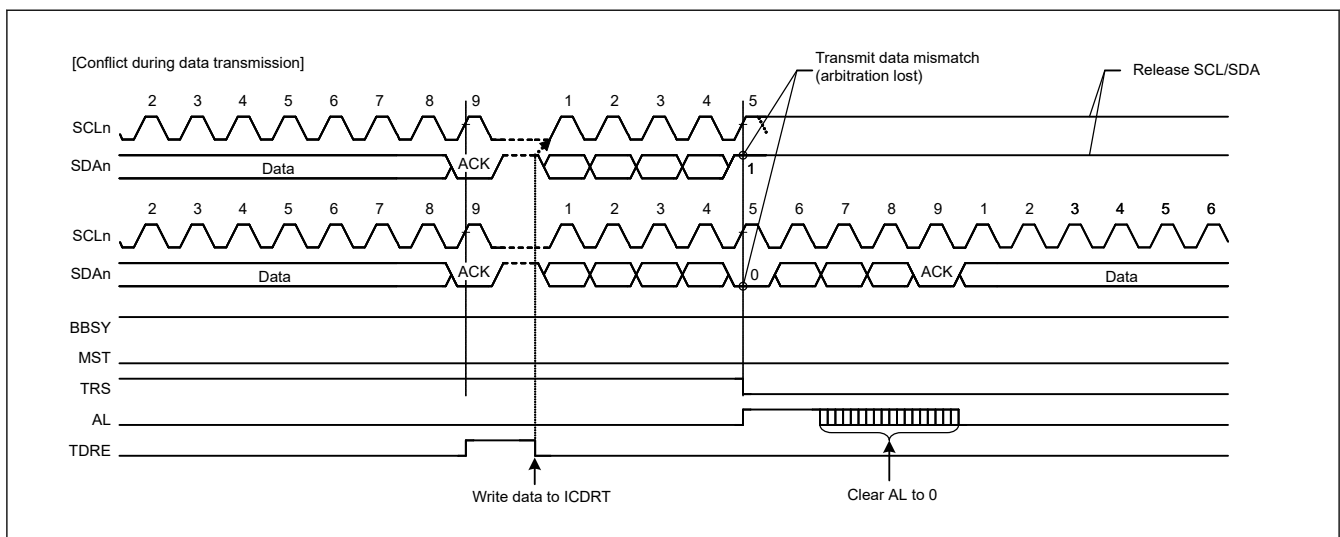 [Conflict during data transmission]
Transmit data mismatch
(arbitration lost)
Release SCL/SDA
2 3 4 5 6 7 8 9 1 2 3 4 5
SCLn
SDAn Data ACK 1
2 3 4 5 6 7 8 9 1 2 3 4 5 6 7 8 9 1 2 3 4 5 6
SCLn
SDAn Data ACK 0 ACK Data
BBSY
MST
TRS
AL
TDRE
Write data to ICDRT Clear AL to 0